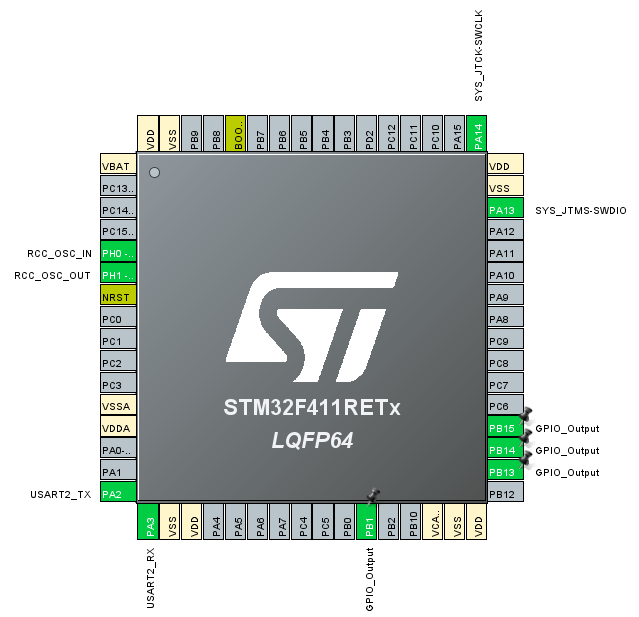 SYS_JTCK-SWCLK
VDD
VSS
PB9
PB8
BOO..
PB7
PB6
PB5
PB4
PB3
PD2
PC12
PC11
PC10
PA15
PA14
VBAT
PC13..
PC14..
PC15..
RCC_OSC_IN PH0-..
RCC_OSC_OUT PH1-..
NRST
PC0
PC1
PC2
PC3
VSSA
VDDA
PA0-..
PA1
USART2_TX PA2
ST
STM32F411RETx
LQFP64
VDD
VSS
PA13 SYS_JTMS-SWDIO
PA12
PA11
PA10
PA9
PA8
PC9
PC8
PC7
PC6
PB15 GPIO_Output
PB14 GPIO_Output
PB13 GPIO_Output
PB12
PA3
VSS
VDD
PA4
PA5
PA6
PA7
PC4
PC5
PB0
PB1
PB2
PB10
VCA..
VSS
VDD
USART2_RX
GPIO_Output